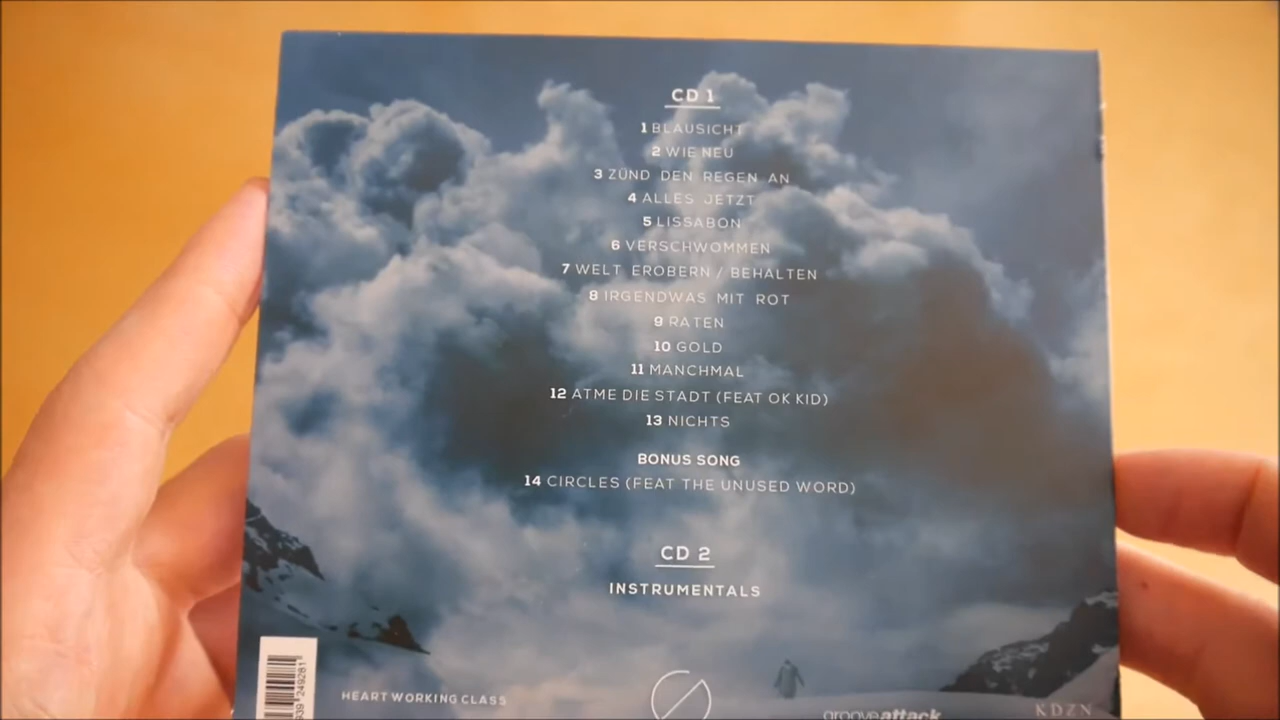 CD 1
1 BLAUSICHT
2 WIE NEU
3 ZÜND DEN REGEN AN
4 ALLES JETZT
5 LISSABON
6 VERSCHWOMMEN
7 WELT EROBERN / BEHALTEN
8 IRGENDWAS MIT ROT
9 RATEN
10 GOLD
11 MANCHMAL
12 ATME DIE STADT (FEAT OK KID)
13 NICHTS
BONUS SONG
14 CIRCLES (FEAT THE UNUSED WORD)
CD 2
INSTRUMENTALS
HEART WORKING CLASS
grooveattack
KDZN